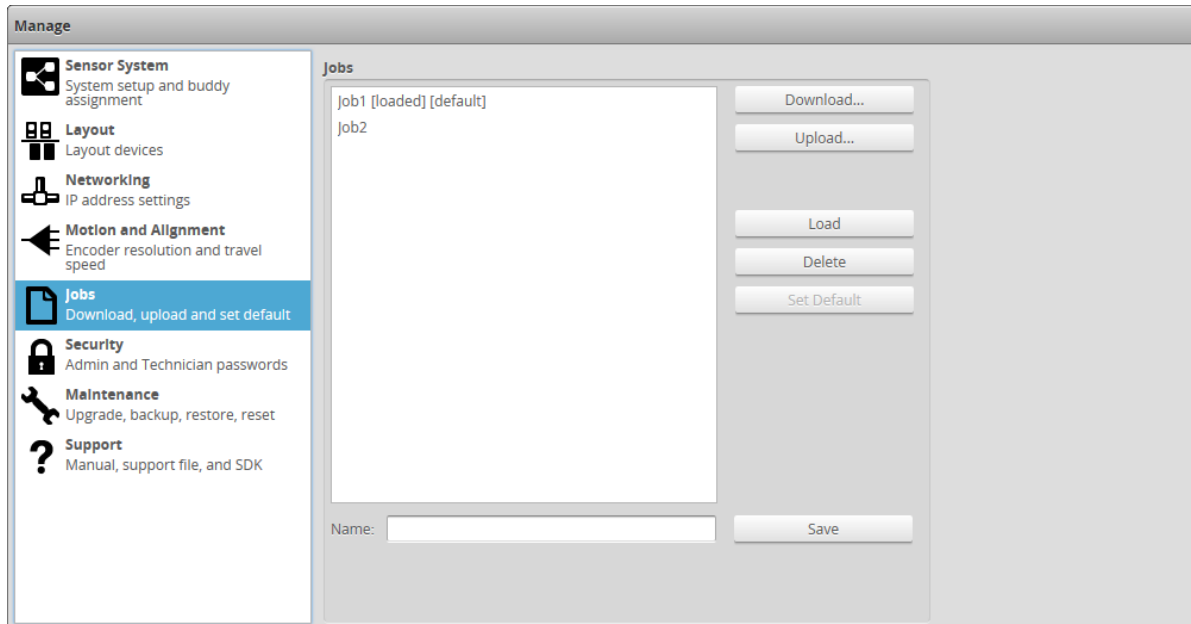 Manage
Sensor System
System setup and buddy
assignment
Layout
Layout devices
Networking
IP address settings
Motion and Alignment
Encoder resolution and travel
speed
Jobs
Download, upload and set default
Security
Admin and Technician passwords
Maintenance
Upgrade, backup, restore, reset
Support
Manual, support file, and SDK
Jobs
Job1 [loaded] [default]
Job2
Download...
Upload...
Load
Delete
Set Default
Name:
Save